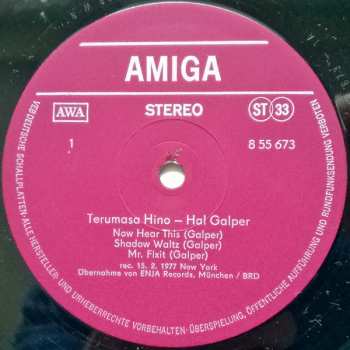 AMIGA
AWA
STEREO
ST 33
1
8 55 673
Terumasa Hino – Hal Galper
Now Hear This (Galper)
Shadow Waltz (Galper)
Mr. Fixit (Galper)
rec. 15. 2. 1977 New York
Übernahme von ENJA Records, München / BRD
VEB DEUTSCHE SCHALLPLATTEN · ALLE HERSTELLER- UND URHEBERRECHTE VORBEHALTEN · ÜBERSPIELUNG, ÖFFENTLICHE AUFFÜHRUNG UND RUNDFUNKSENDUNG VERBOTEN